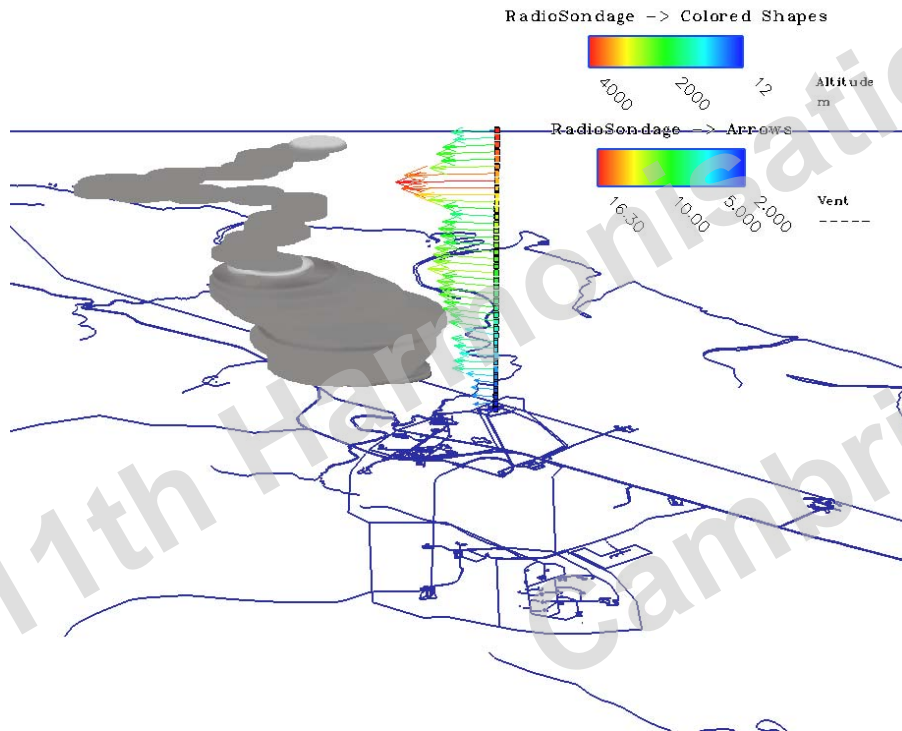 RadioSondage -> Colored Shapes
4000
2000
12
Altitude
m
RadioSondage -> Arrows
16.30
10.00
5.000
2.000
Vent
-----
11th Harmonisatio
Cambri